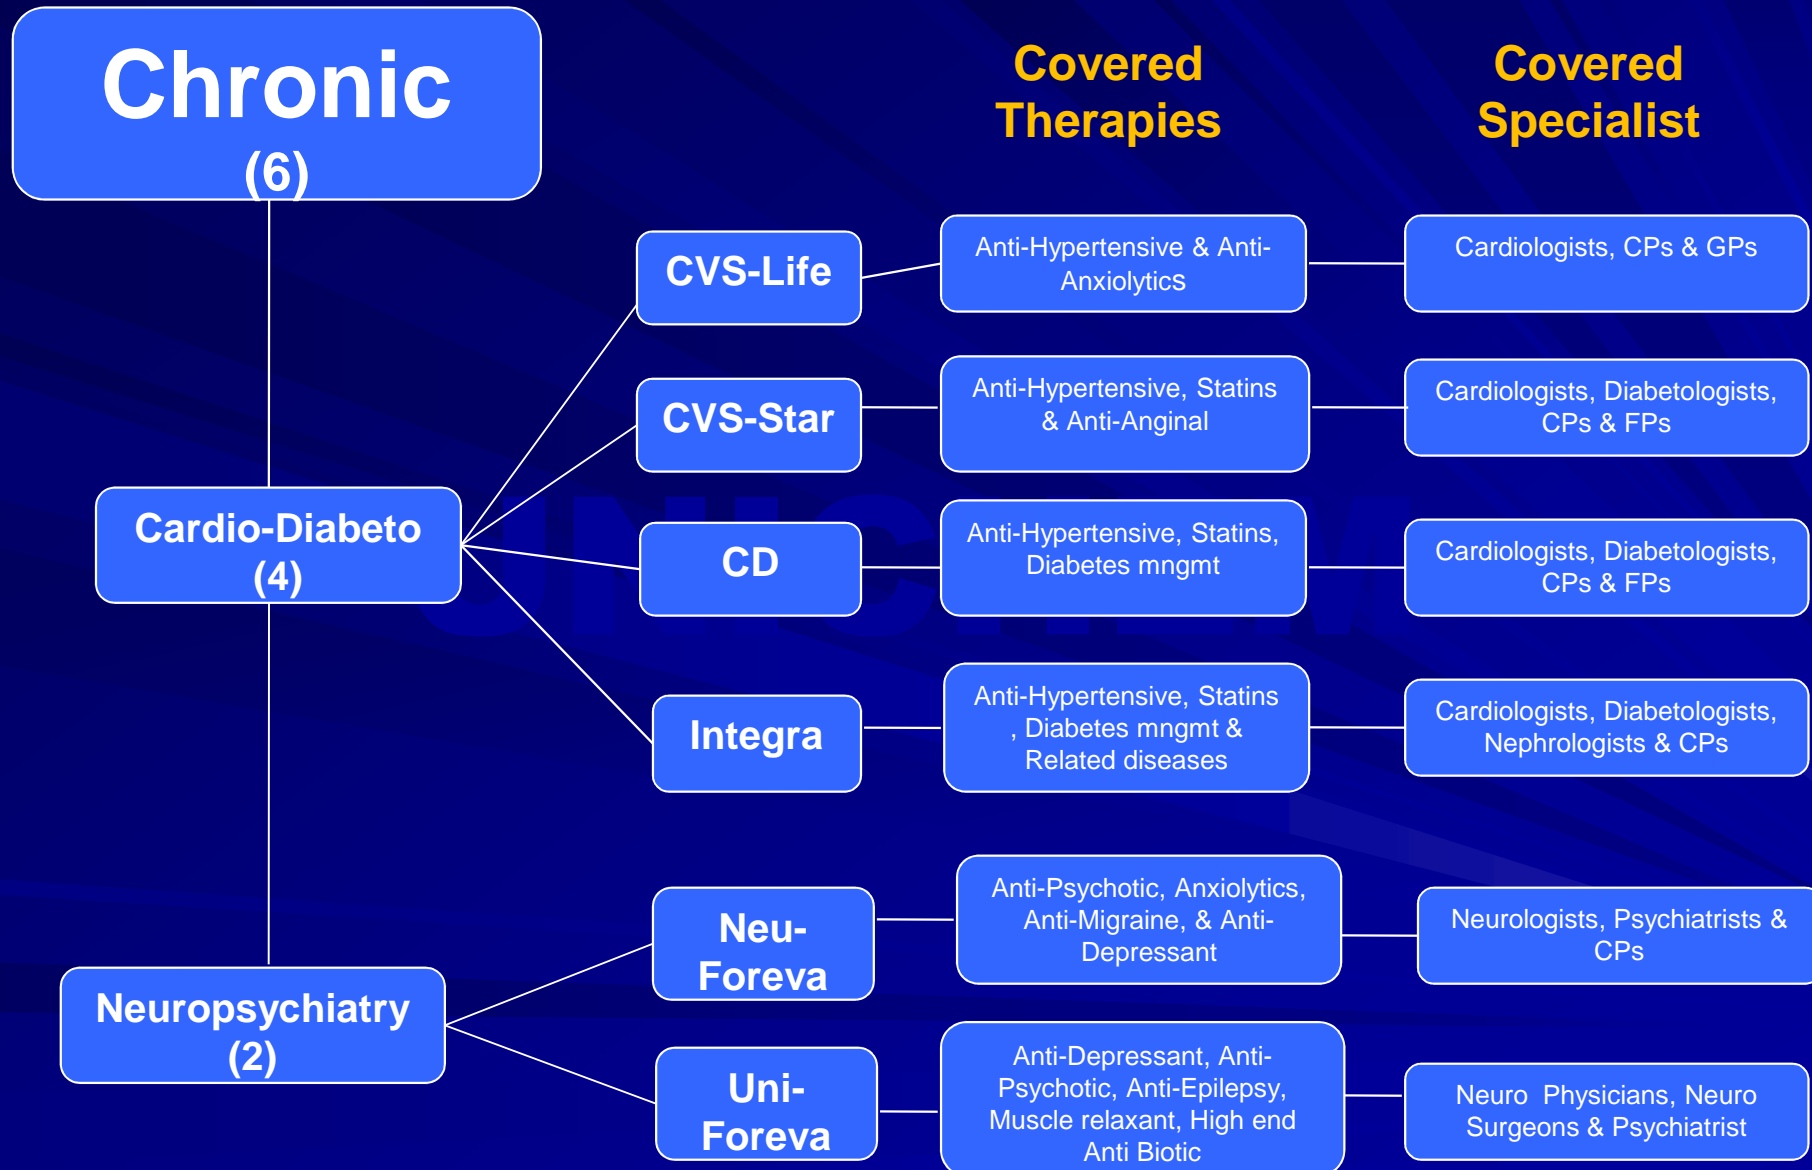 Chronic
(6)
Covered
Therapies
Covered
Specialist
CVS-Life
Anti-Hypertensive & Anti-
Anxiolytics
Cardiologists, CPs & GPs
CVS-Star
Anti-Hypertensive, Statins
& Anti-Anginal
Cardiologists, Diabetologists,
CPs & FPs
Cardio-Diabeto
(4)
CD
Anti-Hypertensive, Statins,
Diabetes mngmt
Cardiologists, Diabetologists,
CPs & FPs
UNICHEM
Integra
Anti-Hypertensive, Statins
, Diabetes mngmt &
Related diseases
Cardiologists, Diabetologists,
Nephrologists & CPs
Neuropsychiatry
(2)
Neu-
Foreva
Anti-Psychotic, Anxiolytics,
Anti-Migraine, & Anti-
Depressant
Neurologists, Psychiatrists &
CPs
Uni-
Foreva
Anti-Depressant, Anti-
Psychotic, Anti-Epilepsy,
Muscle relaxant, High end
Anti Biotic
Neuro  Physicians, Neuro
Surgeons & Psychiatrist